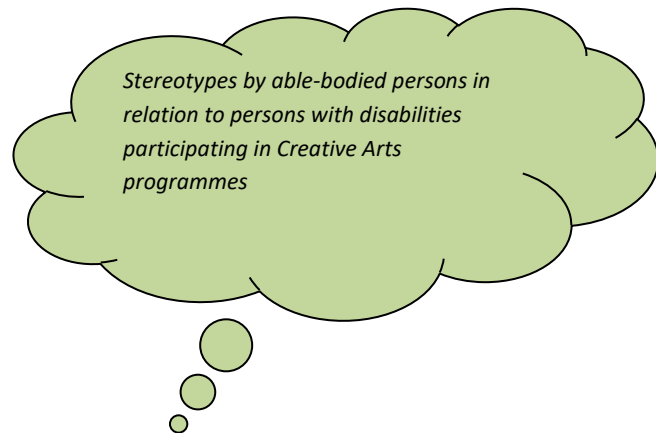 Stereotypes by able-bodied persons in
relation to persons with disabilities
participating in Creative Arts
programmes